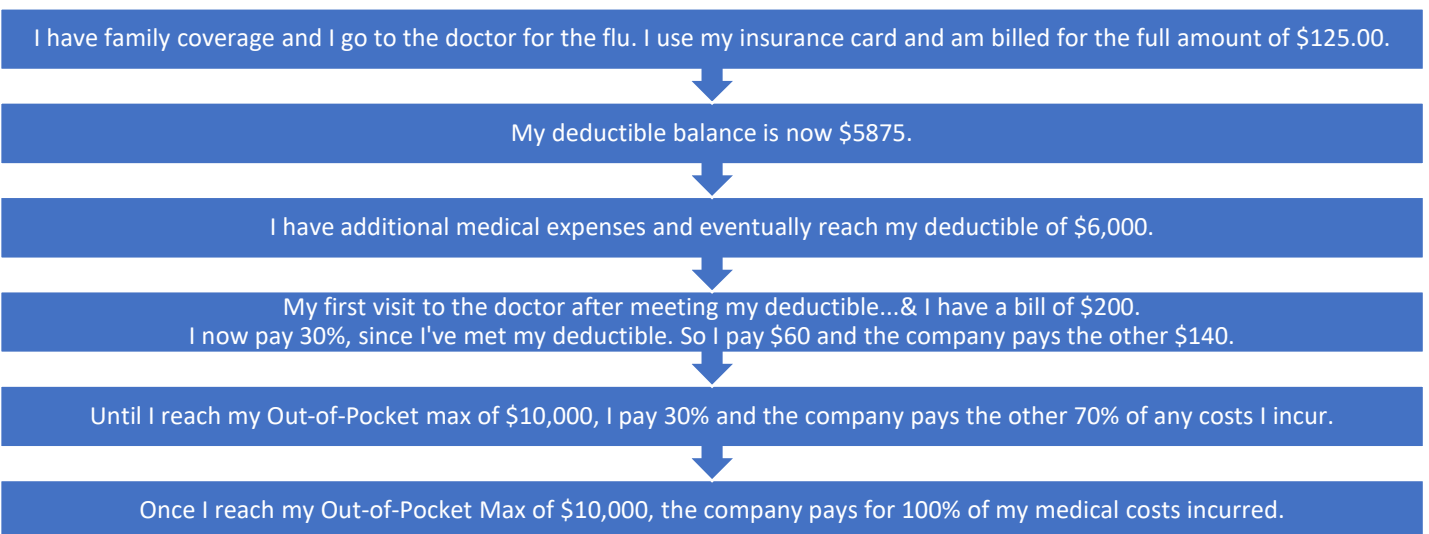 I have family coverage and I go to the doctor for the flu. I use my insurance card and am billed for the full amount of $125.00.
My deductible balance is now $5875.
I have additional medical expenses and eventually reach my deductible of $6,000.
My first visit to the doctor after meeting my deductible...& I have a bill of $200.
I now pay 30%, since I've met my deductible. So I pay $60 and the company pays the other $140.
Until I reach my Out-of-Pocket max of $10,000, I pay 30% and the company pays the other 70% of any costs I incur.
Once I reach my Out-of-Pocket Max of $10,000, the company pays for 100% of my medical costs incurred.